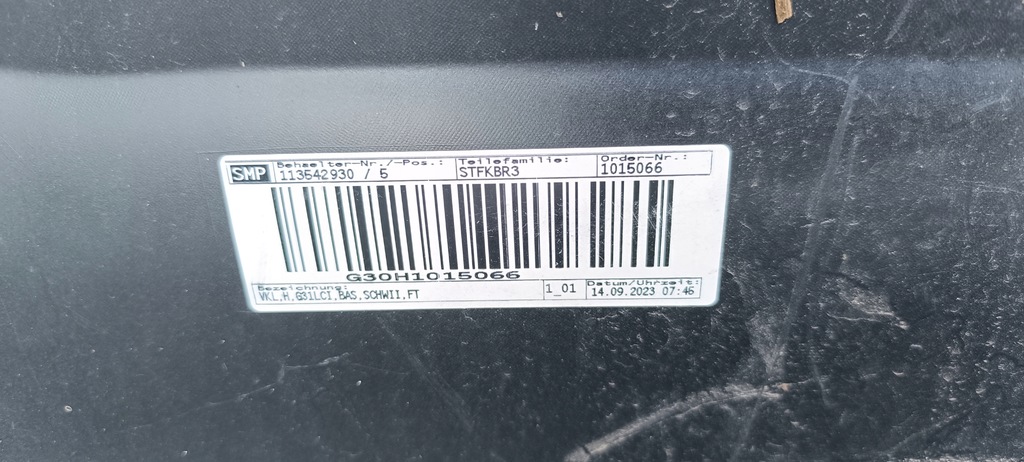 SMP
Behaelter-Nr./-Pos.: Teilefamilie: Order-Nr.:
113542930 / 5 STFKBR3 1015066
G30H1015066
Bezeichnung: Datum/Uhrzeit:
VKL,H,G31LCI,BAS,SCHWII,FT 1_01 14.09.2023 07:46